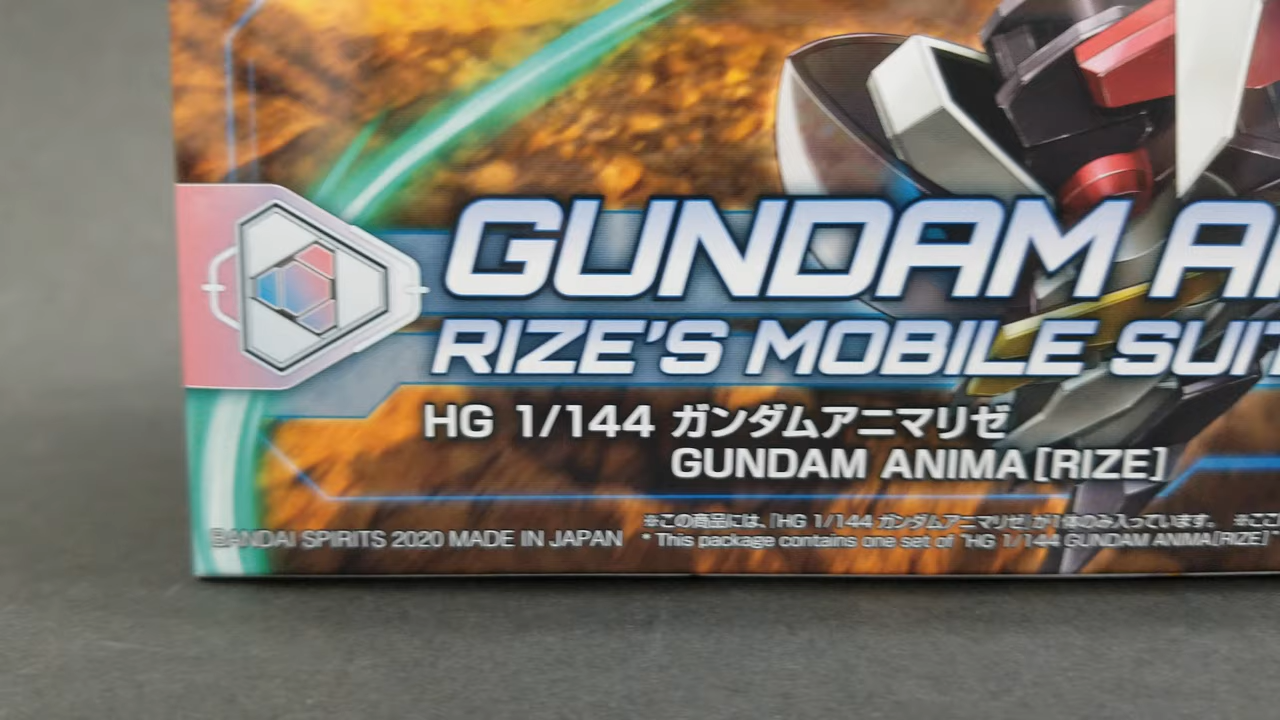 GUNDAM A
RIZE'S MOBILE SUIT
HG 1/144 ガンダムアニマリゼ
GUNDAM ANIMA[RIZE]
BANDAI SPIRITS 2020 MADE IN JAPAN
※この商品には、「HG 1/144 ガンダムアニマリゼ」が1体のみ入っています。 ※ここ
* This package contains one set of "HG 1/144 GUNDAM ANIMA[RIZE]"